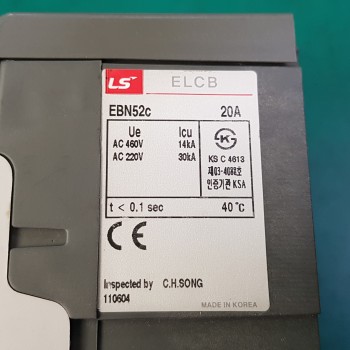 LS ELCB
EBN52c 20A
Ue Icu
AC 460V 14kA
AC 220V 30kA
KS C 4613
제03-4088호
인증기관 KSA
t < 0.1 sec 40℃
CE
Inspected by C.H.SONG
110604
MADE IN KOREA